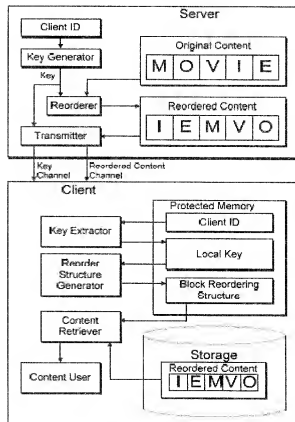 Server
Client ID
Key Generator
Original Content
M O V I E
Key
Reorderer
Reordered Content
I E M V O
Transmitter
Key Channel
Reordered Content Channel
Client
Protected Memory
Client ID
Key Extractor
Local Key
Reorder
Structure
Generator
Block Reordering
Structure
Content
Retriever
Storage
Reordered Content
I E M V O
Content User